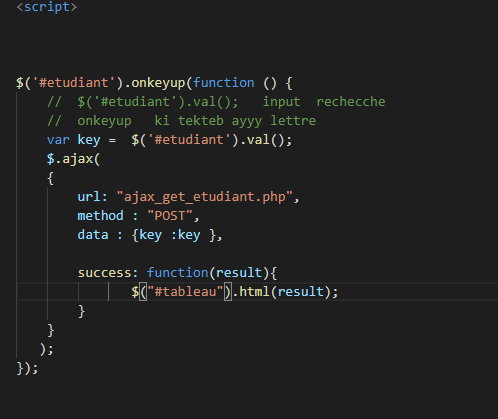 <script>
$('#etudiant').onkeyup(function () {
// $('#etudiant').val(); input rechecche
// onkeyup ki tekteb ayyy lettre
var key = $('#etudiant').val();
$.ajax(
{
url: "ajax_get_etudiant.php",
method : "POST",
data : {key :key },
success: function(result){
$("#tableau").html(result);
}
}
);
});